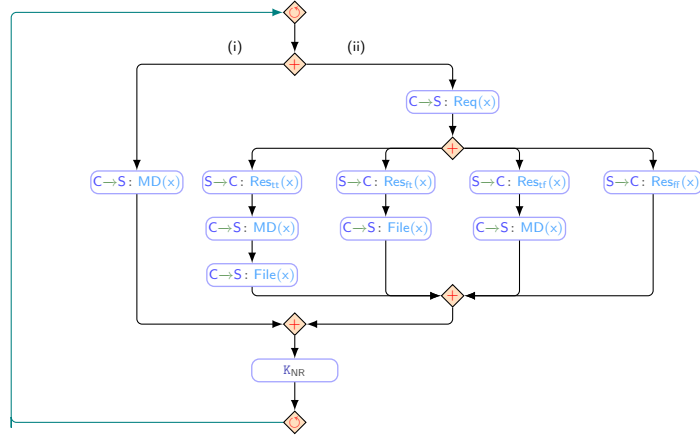 (i)
(ii)
+
C→S: Req(x)
+
C→S: MD(x)
S→C: Res_tt(x)
S→C: Res_ft(x)
S→C: Res_tf(x)
S→C: Res_ff(x)
C→S: MD(x)
C→S: File(x)
C→S: MD(x)
C→S: File(x)
+
+
K_NR